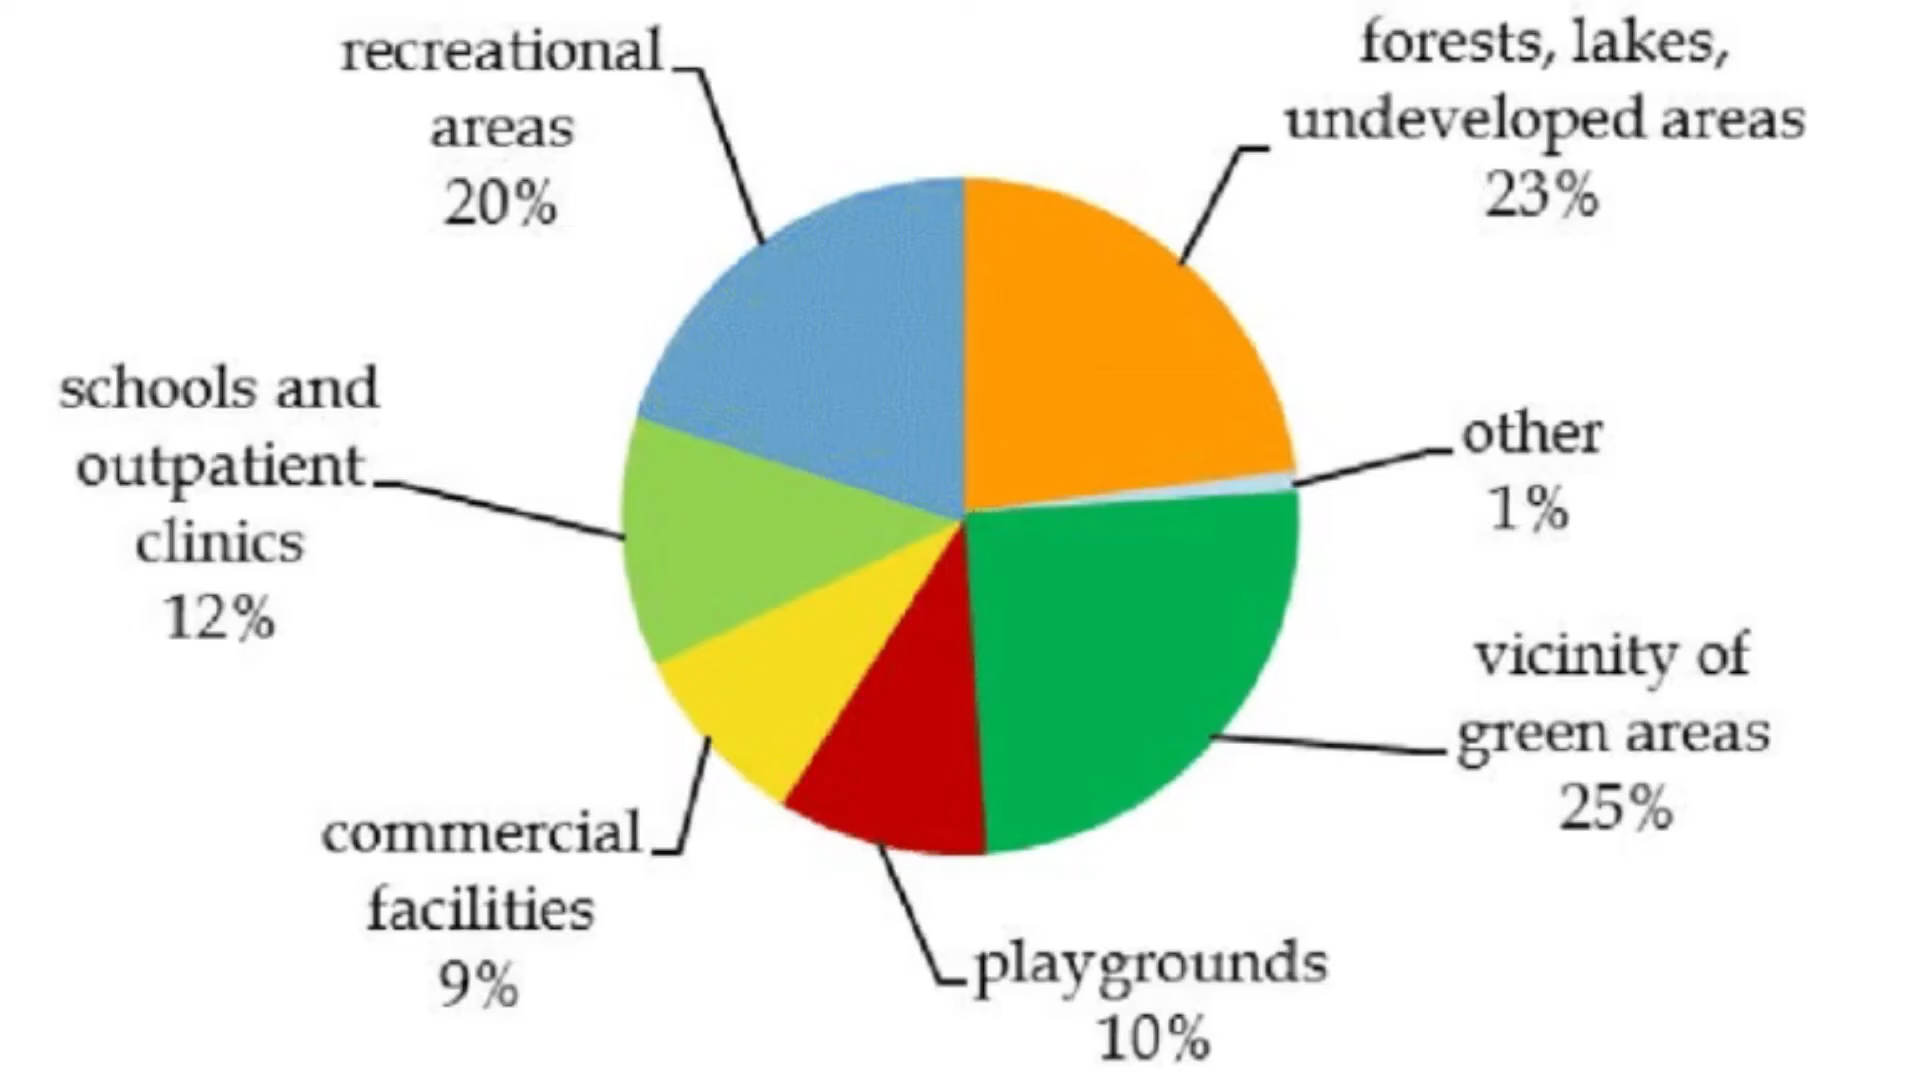 recreational
areas
20%
forests, lakes,
undeveloped areas
23%
schools and
outpatient
clinics
12%
other
1%
vicinity of
green areas
25%
commercial
facilities
9%
playgrounds
10%